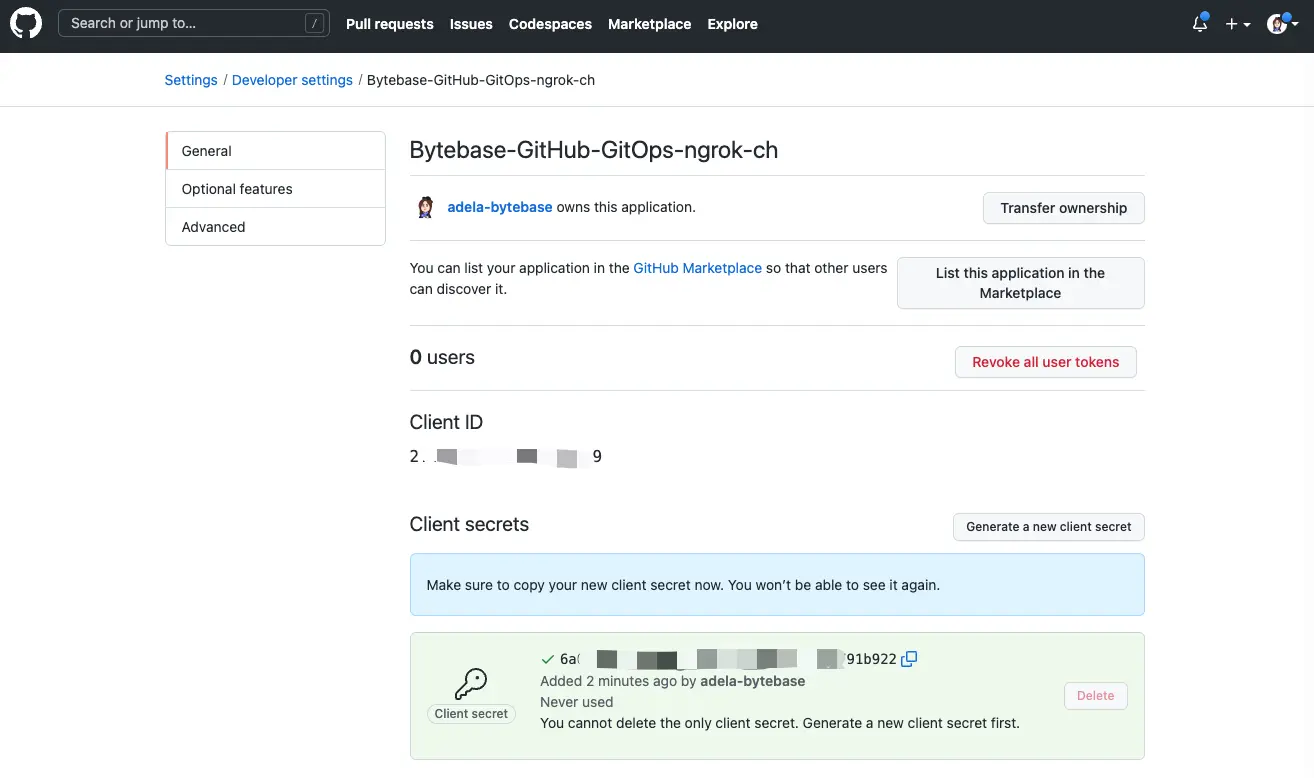 Search or jump to... /
Pull requests Issues Codespaces Marketplace Explore
Settings / Developer settings / Bytebase-GitHub-GitOps-ngrok-ch
General
Optional features
Advanced
Bytebase-GitHub-GitOps-ngrok-ch
adela-bytebase owns this application.
Transfer ownership
You can list your application in the GitHub Marketplace so that other users
can discover it.
List this application in the
Marketplace
0 users
Revoke all user tokens
Client ID
2 9
Client secrets
Generate a new client secret
Make sure to copy your new client secret now. You won’t be able to see it again.
6a 91b922
Added 2 minutes ago by adela-bytebase
Never used
You cannot delete the only client secret. Generate a new client secret first.
Client secret
Delete